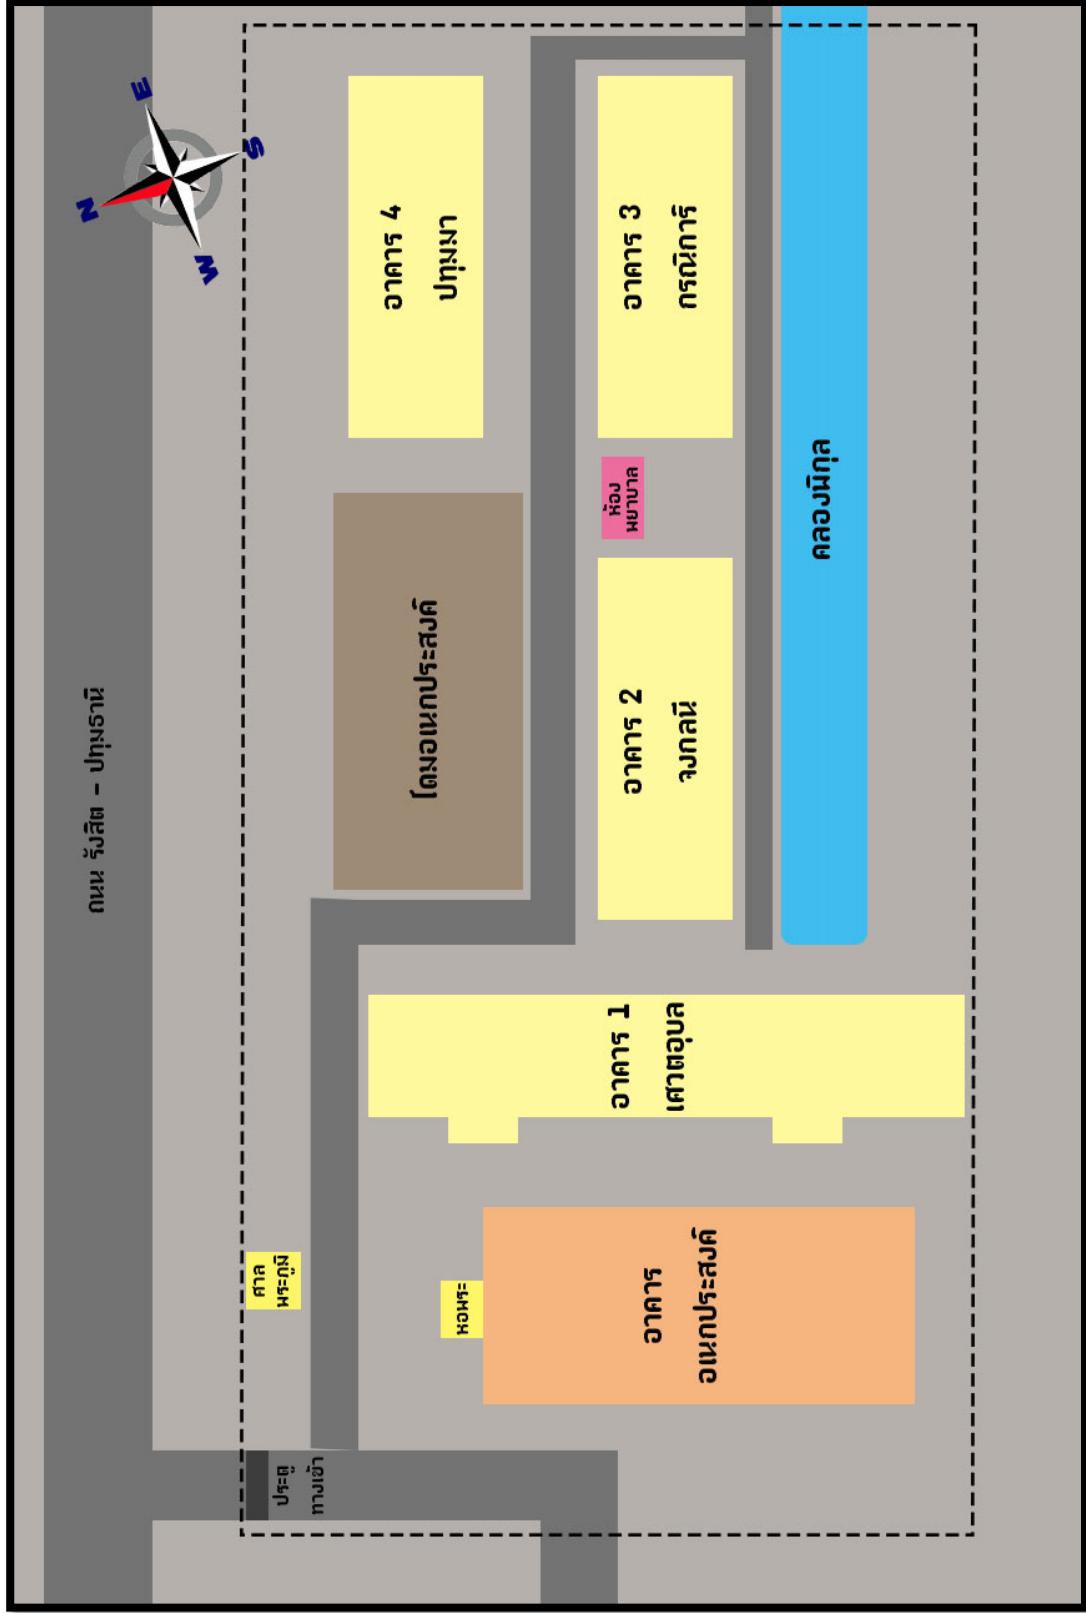 ถนน รังสิต - ปทุมธานี
N
E
S
W
อาคาร 4
ปทุมมา
อาคาร 3
กรณิการ์
ห้อง
พยาบาล
คลองพิกุล
โดมอเนกประสงค์
อาคาร 2
จงกลนี
อาคาร 1
เศวตอุบล
ศาล
พระภูมิ
หอพระ
อาคาร
อเนกประสงค์
ประตู
ทางเข้า